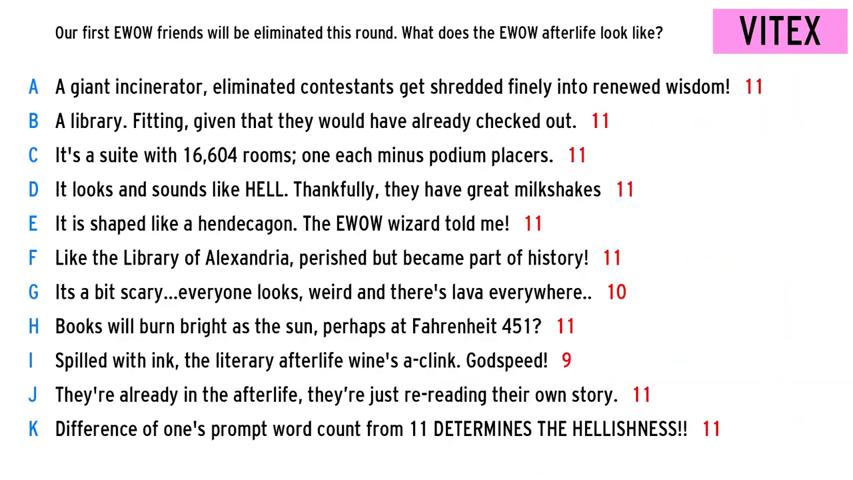 Our first EWOW friends will be eliminated this round. What does the EWOW afterlife look like?
VITEX
A A giant incinerator, eliminated contestants get shredded finely into renewed wisdom! 11
B A library. Fitting, given that they would have already checked out. 11
C It's a suite with 16,604 rooms; one each minus podium placers. 11
D It looks and sounds like HELL. Thankfully, they have great milkshakes 11
E It is shaped like a hendecagon. The EWOW wizard told me! 11
F Like the Library of Alexandria, perished but became part of history! 11
G Its a bit scary...everyone looks, weird and there's lava everywhere.. 10
H Books will burn bright as the sun, perhaps at Fahrenheit 451? 11
I Spilled with ink, the literary afterlife wine's a-clink. Godspeed! 9
J They're already in the afterlife, they’re just re-reading their own story. 11
K Difference of one's prompt word count from 11 DETERMINES THE HELLISHNESS!! 11